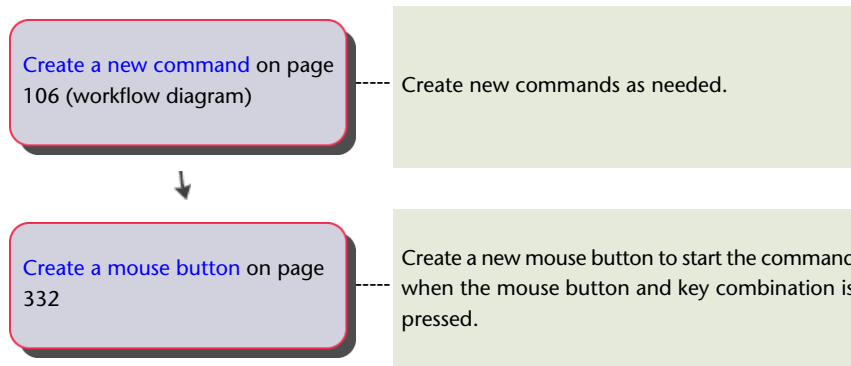 Create a new command on page
106 (workflow diagram)
Create new commands as needed.
Create a mouse button on page
332
Create a new mouse button to start the command
when the mouse button and key combination is
pressed.